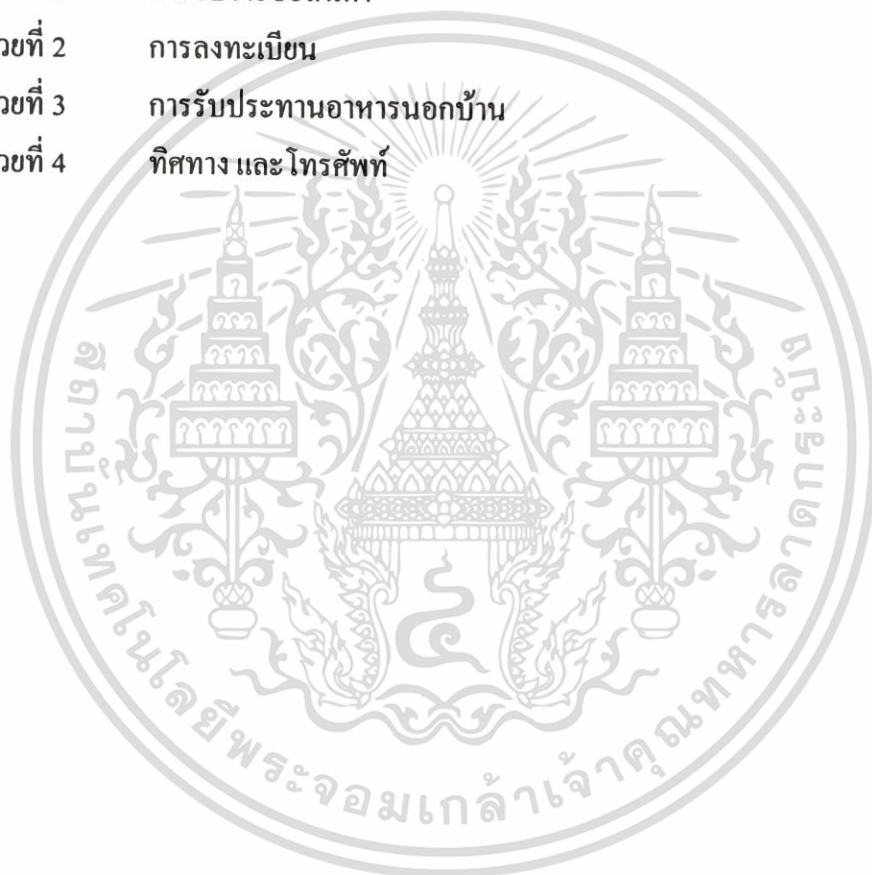 วยที่ 2 การลงทะเบียน
วยที่ 3 การรับประทานอาหารนอกบ้าน
วยที่ 4 ทิศทาง และโทรศัพท์
สถาบันเทคโนโลยีพระจอมเกล้าเจ้าคุณทหารลาดกระบัง